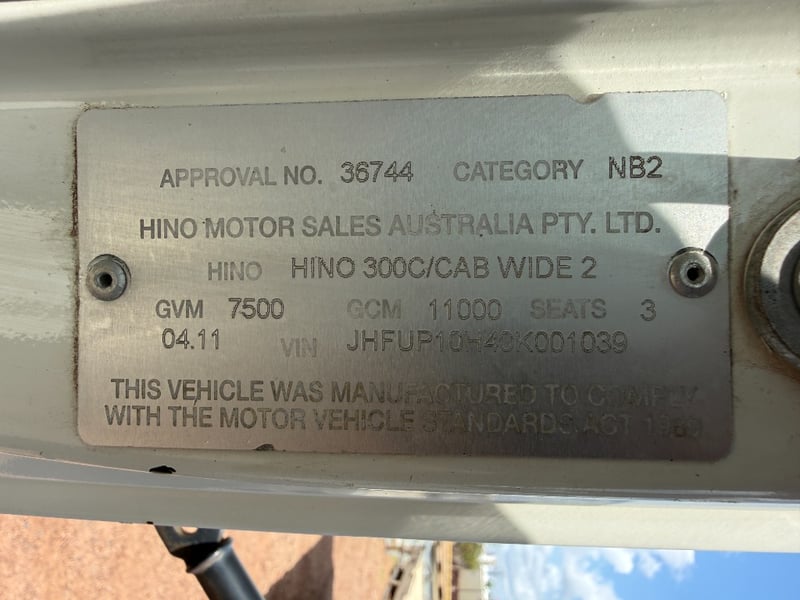 APPROVAL NO. 36744 CATEGORY NB2
HINO MOTOR SALES AUSTRALIA PTY. LTD.
HINO HINO 300C/CAB WIDE 2
GVM 7500 GCM 11000 SEATS 3
04.11 VIN JHFUP10H40K001039
THIS VEHICLE WAS MANUFACTURED TO COMPLY
WITH THE MOTOR VEHICLE STANDARDS ACT 1989